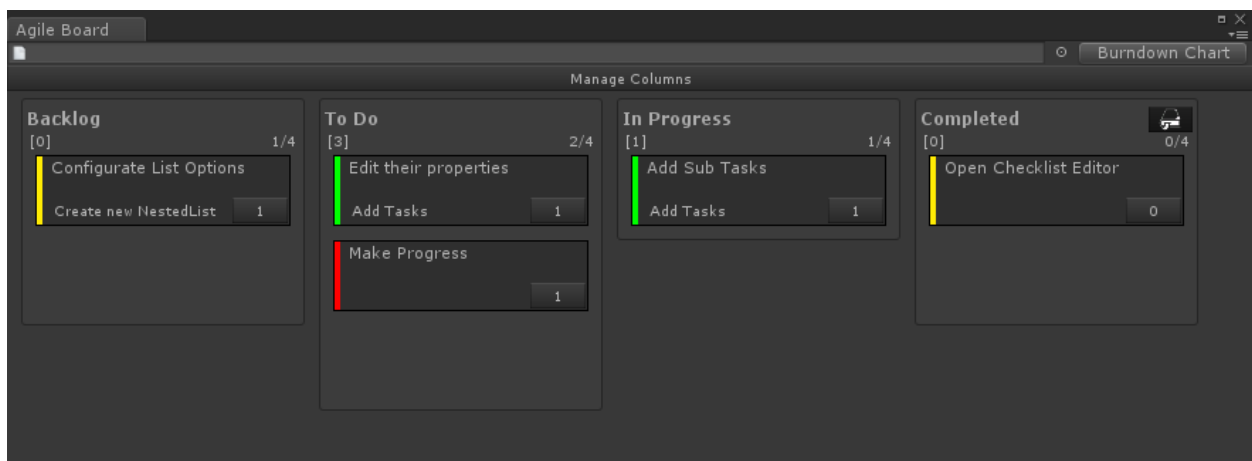 Agile Board
Burndown Chart
Manage Columns
Backlog
[0] 1/4
Configurate List Options
Create new NestedList 1
To Do
[3] 2/4
Edit their properties
Add Tasks 1
Make Progress
1
In Progress
[1] 1/4
Add Sub Tasks
Add Tasks 1
Completed
[0] 0/4
Open Checklist Editor
0